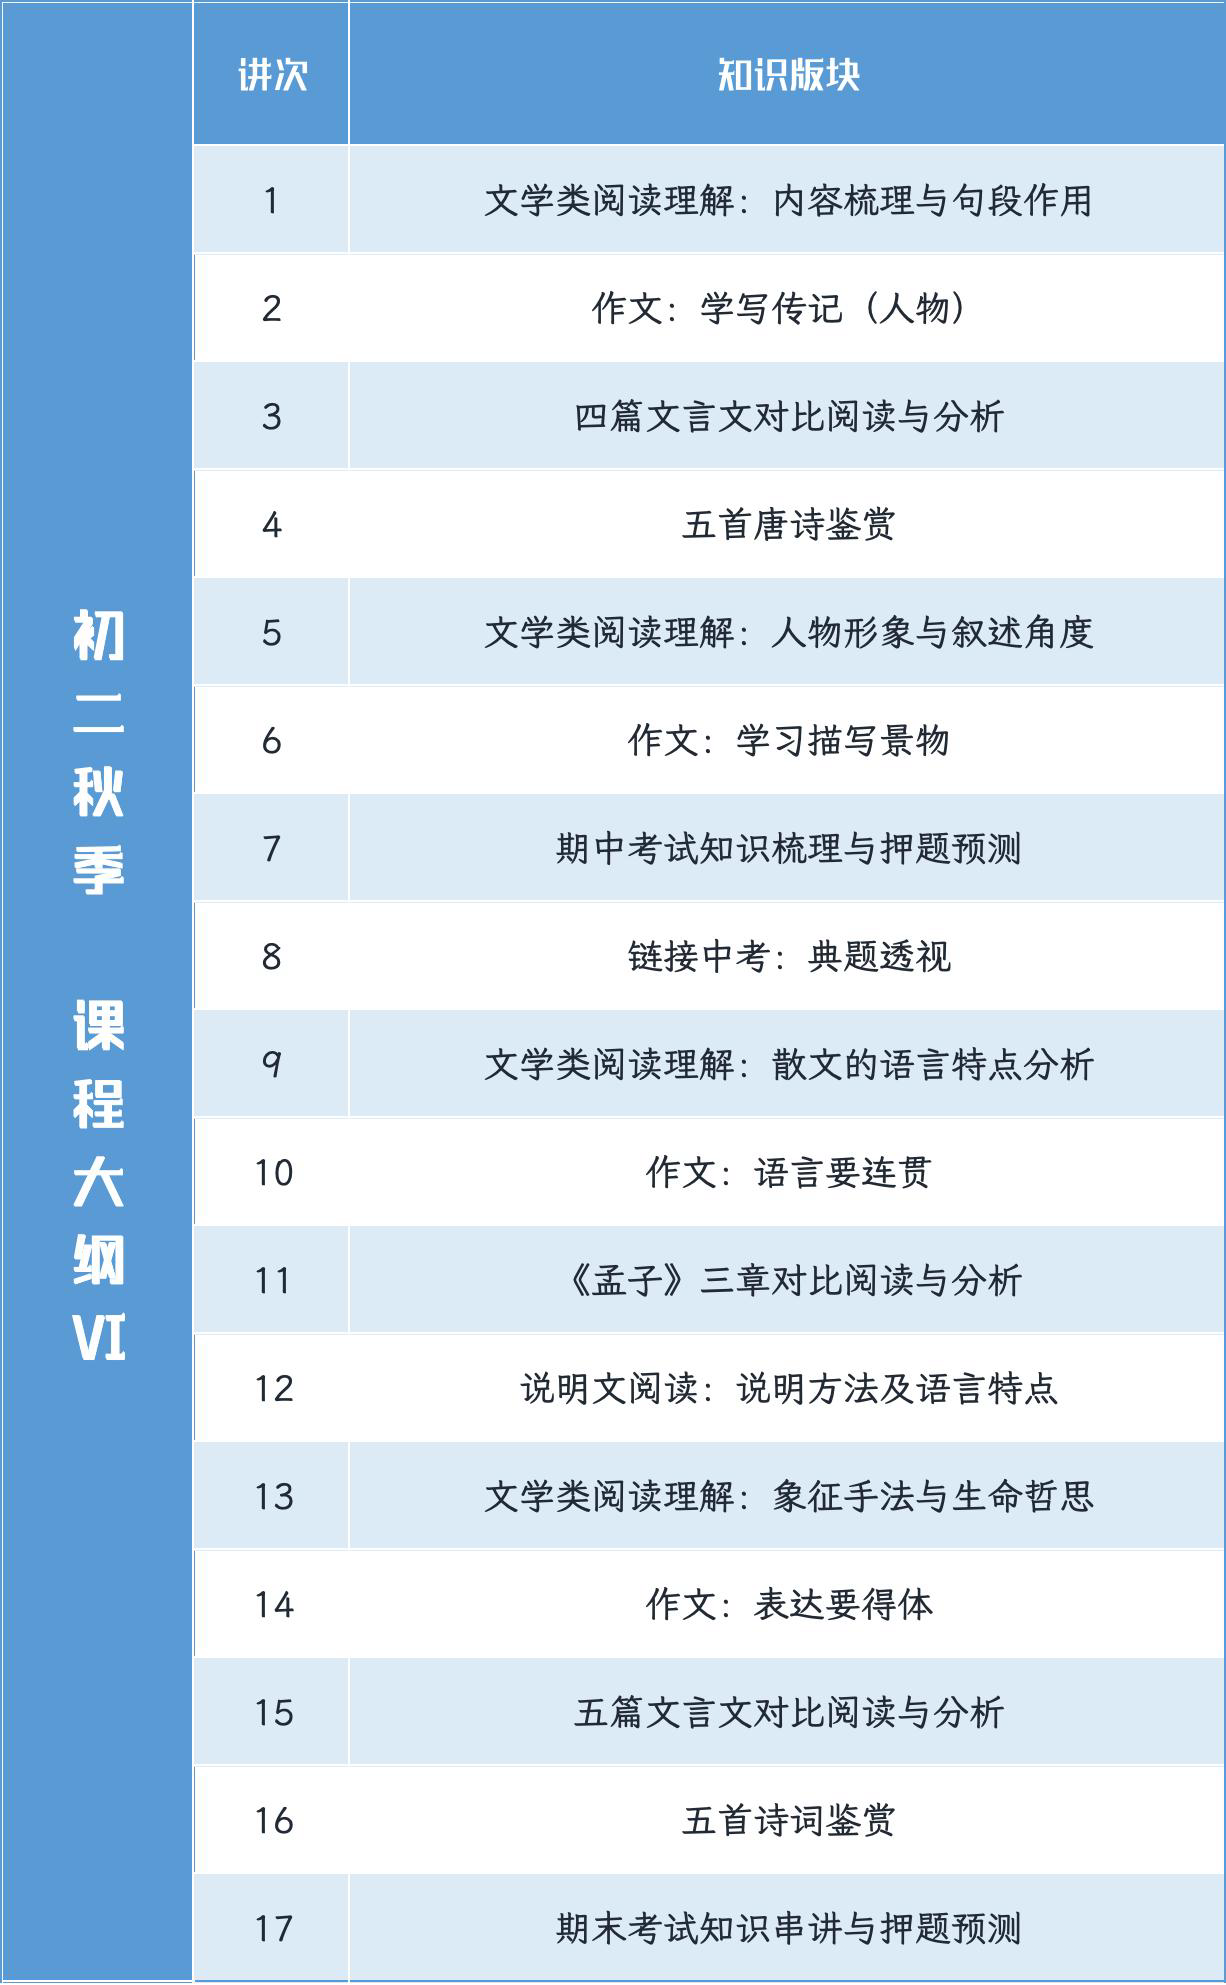 初二秋季 课程大纲VI
讲次 知识版块
1 文学类阅读理解：内容梳理与句段作用
2 作文：学写传记（人物）
3 四篇文言文对比阅读与分析
4 五首唐诗鉴赏
5 文学类阅读理解：人物形象与叙述角度
6 作文：学习描写景物
7 期中考试知识梳理与押题预测
8 链接中考：典题透视
9 文学类阅读理解：散文的语言特点分析
10 作文：语言要连贯
11 《孟子》三章对比阅读与分析
12 说明文阅读：说明方法及语言特点
13 文学类阅读理解：象征手法与生命哲思
14 作文：表达要得体
15 五篇文言文对比阅读与分析
16 五首诗词鉴赏
17 期末考试知识串讲与押题预测